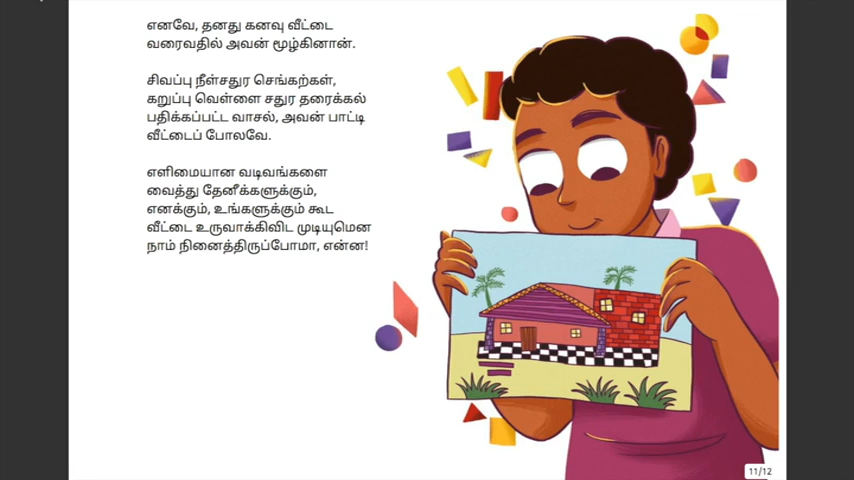 எனவே, தனது கனவு வீட்டை
வரைவதில் அவன் மூழ்கினான்.
சிவப்பு நீள்சதுர செங்கற்கள்,
கறுப்பு வெள்ளை சதுர தரைக்கல்
பதிக்கப்பட்ட வாசல், அவன் பாட்டி
வீட்டைப் போலவே.
எளிமையான வடிவங்களை
வைத்து தேனீக்களுக்கும்,
எனக்கும், உங்களுக்கும் கூட
வீட்டை உருவாக்கிவிட முடியுமென
நாம் நினைத்திருப்போமா, என்ன!
11/12